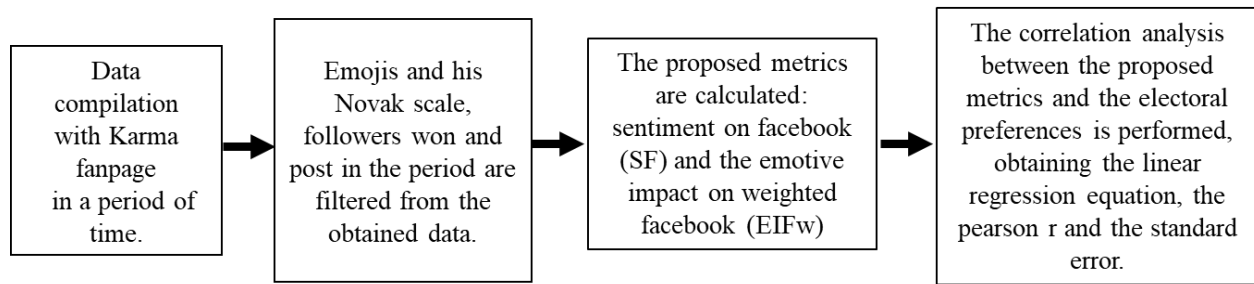 Data
compilation
with Karma
fanpage
in a period of
time.
Emojis and his
Novak scale,
followers won and
post in the period are
filtered from the
obtained data.
The proposed metrics
are calculated:
sentiment on facebook
(SF) and the emotive
impact on weighted
facebook (EIFw)
The correlation analysis
between the proposed
metrics and the electoral
preferences is performed,
obtaining the linear
regression equation, the
pearson r and the standard
error.